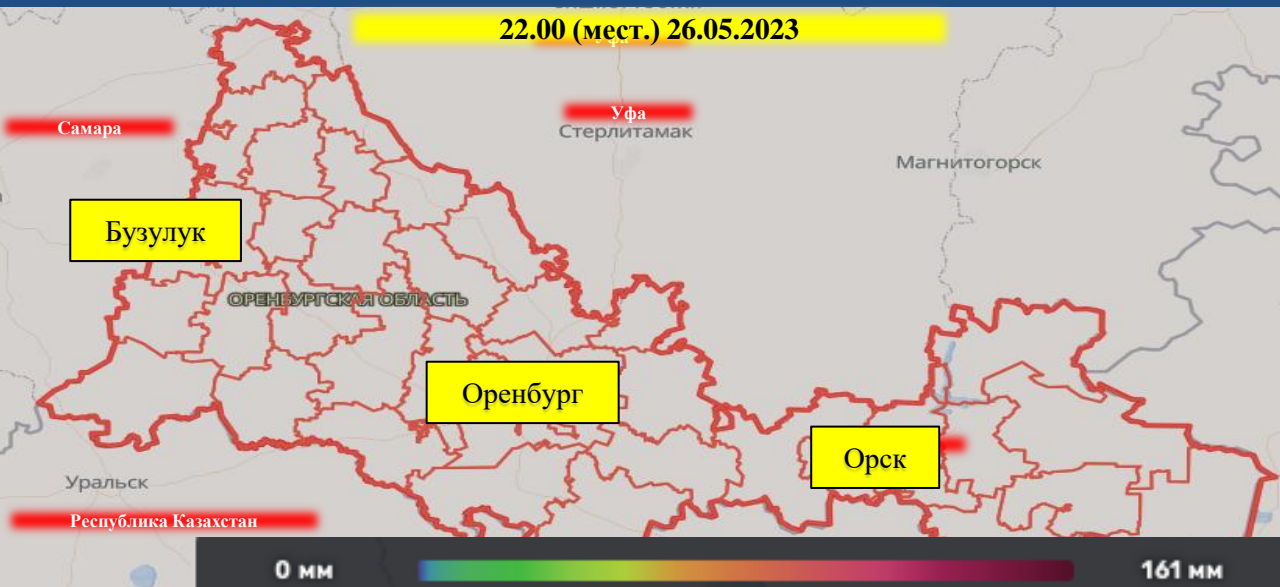 22.00 (мест.) 26.05.2023
Уфа
Самара
Уфа
Стерлитамак
Магнитогорск
Бузулук
ОРЕНБУРГСКАЯ ОБЛАСТЬ
Оренбург
Орск
Уральск
Республика Казахстан
0 мм
161 мм